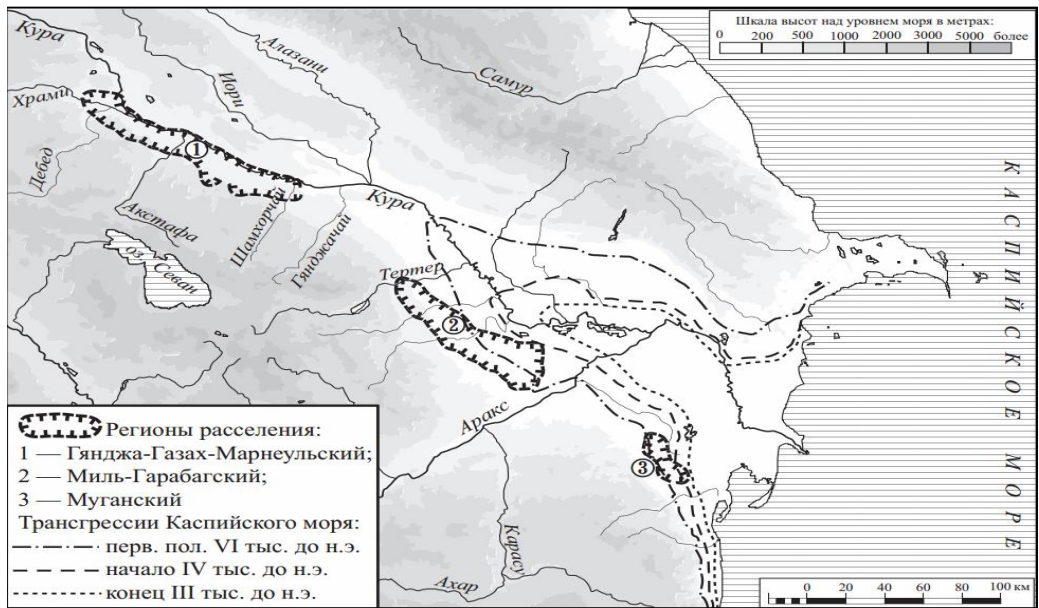 Шкала высот над уровнем моря в метрах:
0 200 500 1000 2000 3000 5000 более
Кура
Алазани
Самур
Иори
Храми
1
Дебед
Кура
Акстафа
Шамхорчай
Гянджачай
оз. Севан
Тертер
2
КАСПИЙСКОЕ МОРЕ
Аракс
3
Карасу
Ахар
Регионы расселения:
1 — Гянджа-Газах-Марнеульский;
2 — Миль-Гарабагский;
3 — Муганский
Трансгрессии Каспийского моря:
перв. пол. VI тыс. до н.э.
начало IV тыс. до н.э.
конец III тыс. до н.э.
0 20 40 60 80 100 км